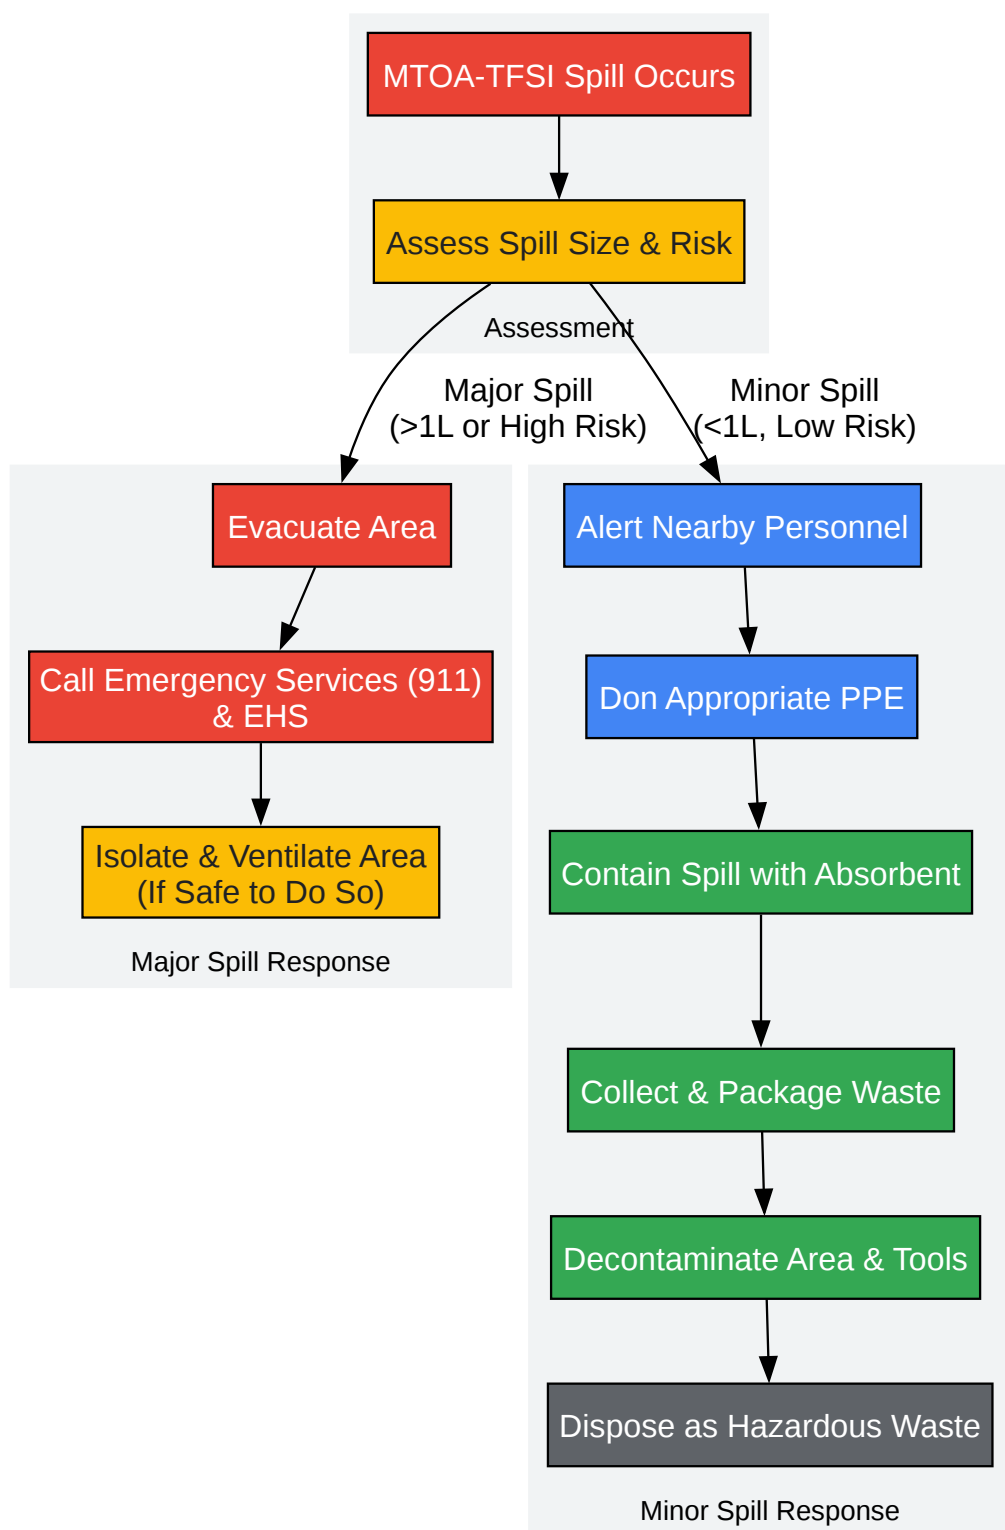 MTOA-TFSI Spill Occurs
Assess Spill Size & Risk
Assessment
Major Spill
(>1L or High Risk)
Minor Spill
(<1L, Low Risk)
Evacuate Area
Call Emergency Services (911)
& EHS
Isolate & Ventilate Area
(If Safe to Do So)
Major Spill Response
Alert Nearby Personnel
Don Appropriate PPE
Contain Spill with Absorbent
Collect & Package Waste
Decontaminate Area & Tools
Dispose as Hazardous Waste
Minor Spill Response